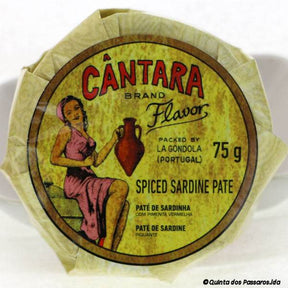 CÂNTARA
BRAND
Flavor
PACKED BY
LA GÓNDOLA
(PORTUGAL)
75 g
SPICED SARDINE PATE
PATÉ DE SARDINHA
COM PIMENTA VERMELHA
PATÉ DE SARDINE
PIQUANTE
© Quinta dos Passaros.lda